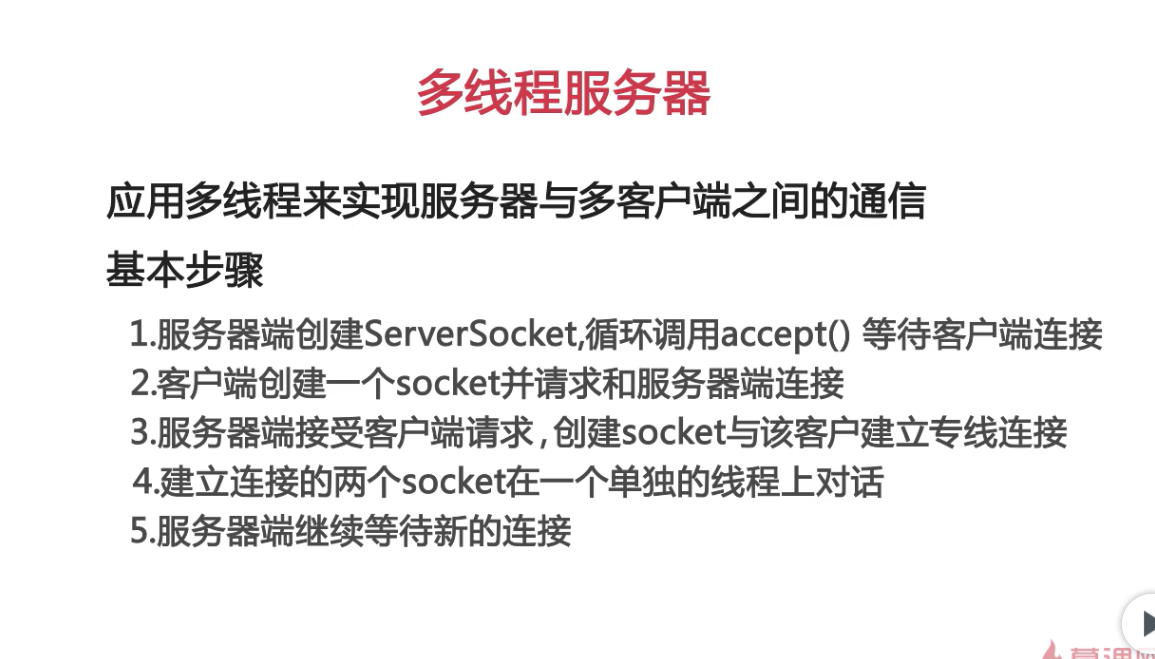 多线程服务器
应用多线程来实现服务器与多客户端之间的通信
基本步骤
1.服务器端创建ServerSocket,循环调用accept() 等待客户端连接
2.客户端创建一个socket并请求和服务器端连接
3.服务器端接受客户端请求,创建socket与该客户建立专线连接
4.建立连接的两个socket在一个单独的线程上对话
5.服务器端继续等待新的连接